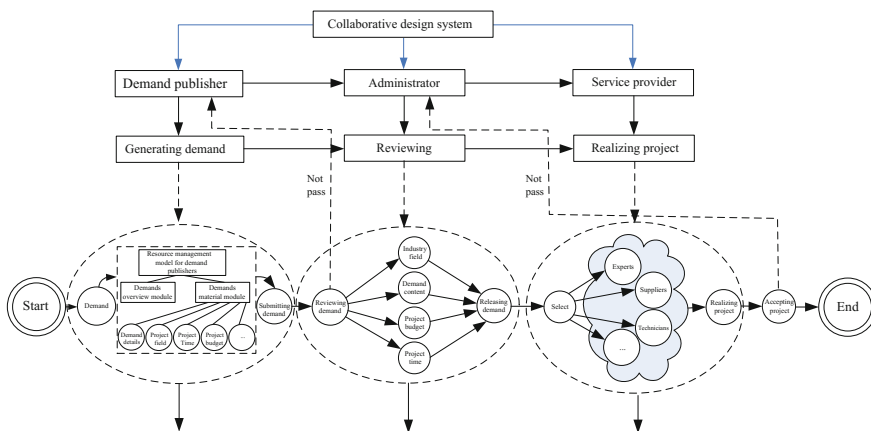 Collaborative design system
Demand publisher
Administrator
Service provider
Generating demand
Reviewing
Realizing project
Not
pass
Not
pass
Resource management
model for demand
publishers
Demands
overview module
Demands
material module
Demand
details
Project
field
Project
Time
Project
budget
...
Start
Demand
Submitting
demand
Reviewing
demand
Industry
field
Demand
content
Project
budget
Project
time
Releasing
demand
Select
Experts
Suppliers
Technicians
...
Realizing
project
Accepting
project
End